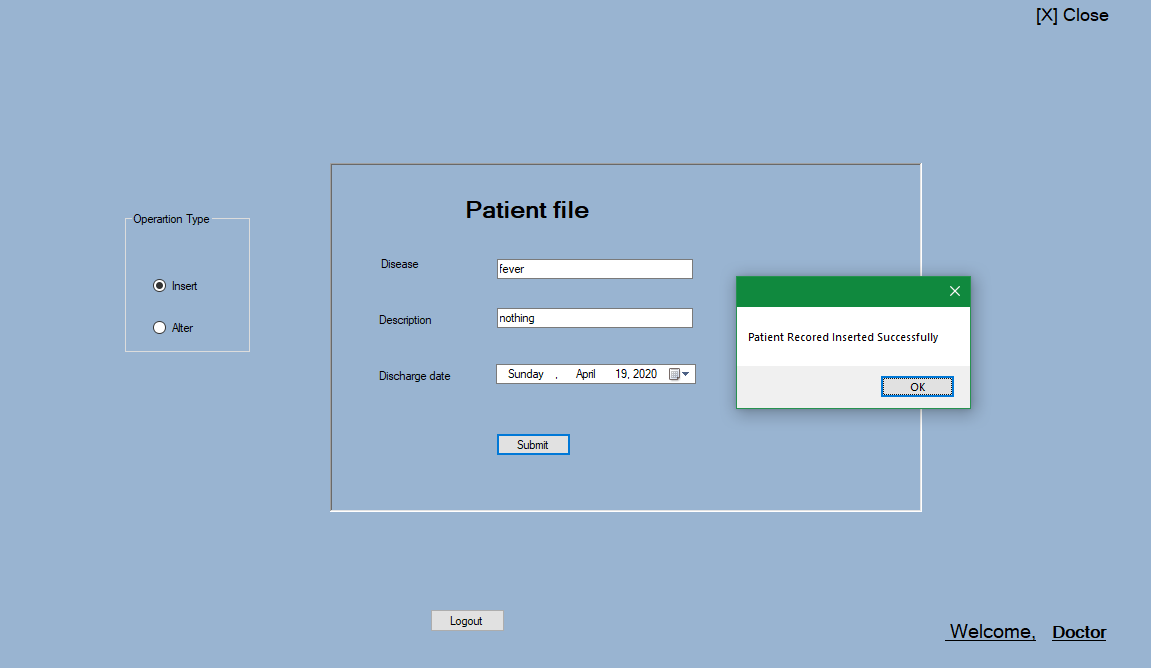 [X] Close
Operartion Type
Insert
Alter
Patient file
Disease
fever
Description
nothing
Discharge date
Sunday , April 19, 2020
Submit
Patient Recored Inserted Successfully
OK
Logout
Welcome, Doctor